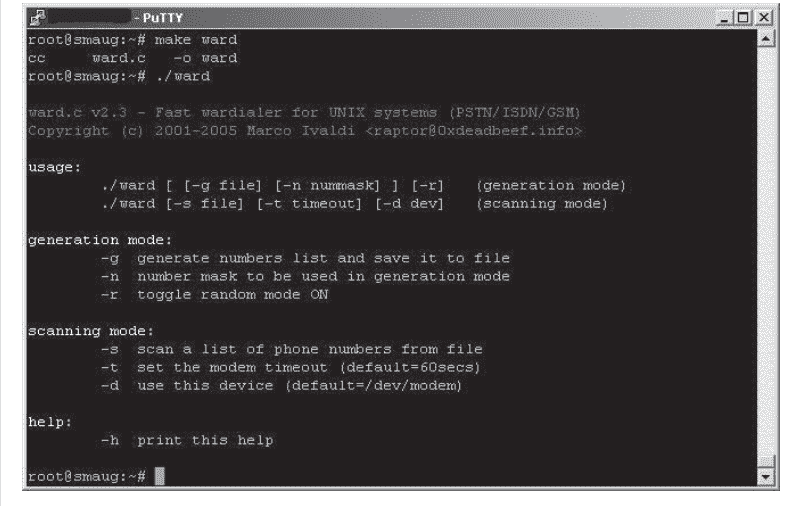 - PuTTY
root@smaug:~# make ward
cc     ward.c   -o ward
root@smaug:~# ./ward
ward.c v2.3 - Fast wardialer for UNIX systems (PSTN/ISDN/GSM)
Copyright (c) 2001-2005 Marco Ivaldi <raptor@0xdeadbeef.info>
usage:
        ./ward [ [-g file] [-n nummask] ] [-r]    (generation mode)
        ./ward [-s file] [-t timeout] [-d dev]    (scanning mode)
generation mode:
        -g  generate numbers list and save it to file
        -n  number mask to be used in generation mode
        -r  toggle random mode ON
scanning mode:
        -s  scan a list of phone numbers from file
        -t  set the modem timeout (default=60secs)
        -d  use this device (default=/dev/modem)
help:
        -h  print this help
root@smaug:~#